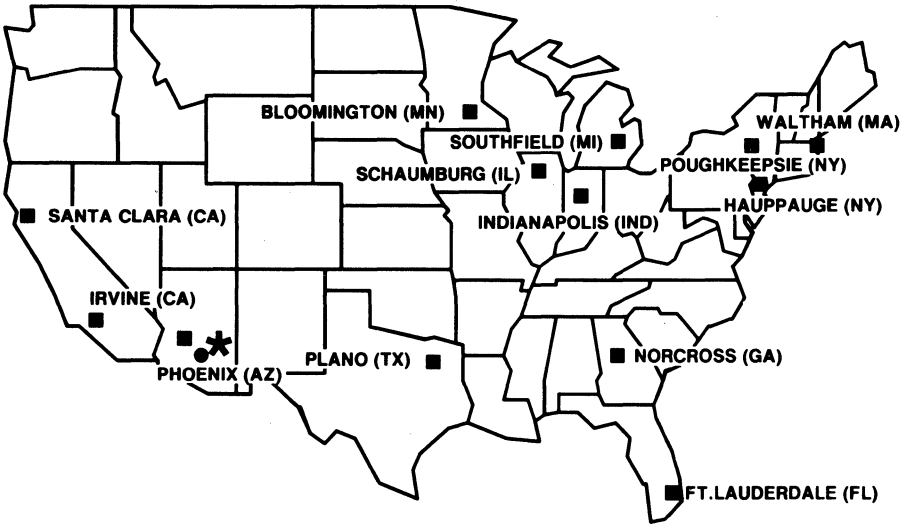 BLOOMINGTON (MN)
WALTHAM (MA)
SOUTHFIELD (MI)
POUGHKEEPSIE (NY)
SCHAUMBURG (IL)
HAUPPAUGE (NY)
SANTA CLARA (CA)
INDIANAPOLIS (IND)
IRVINE (CA)
*
PLANO (TX)
NORCROSS (GA)
PHOENIX (AZ)
FT.LAUDERDALE (FL)